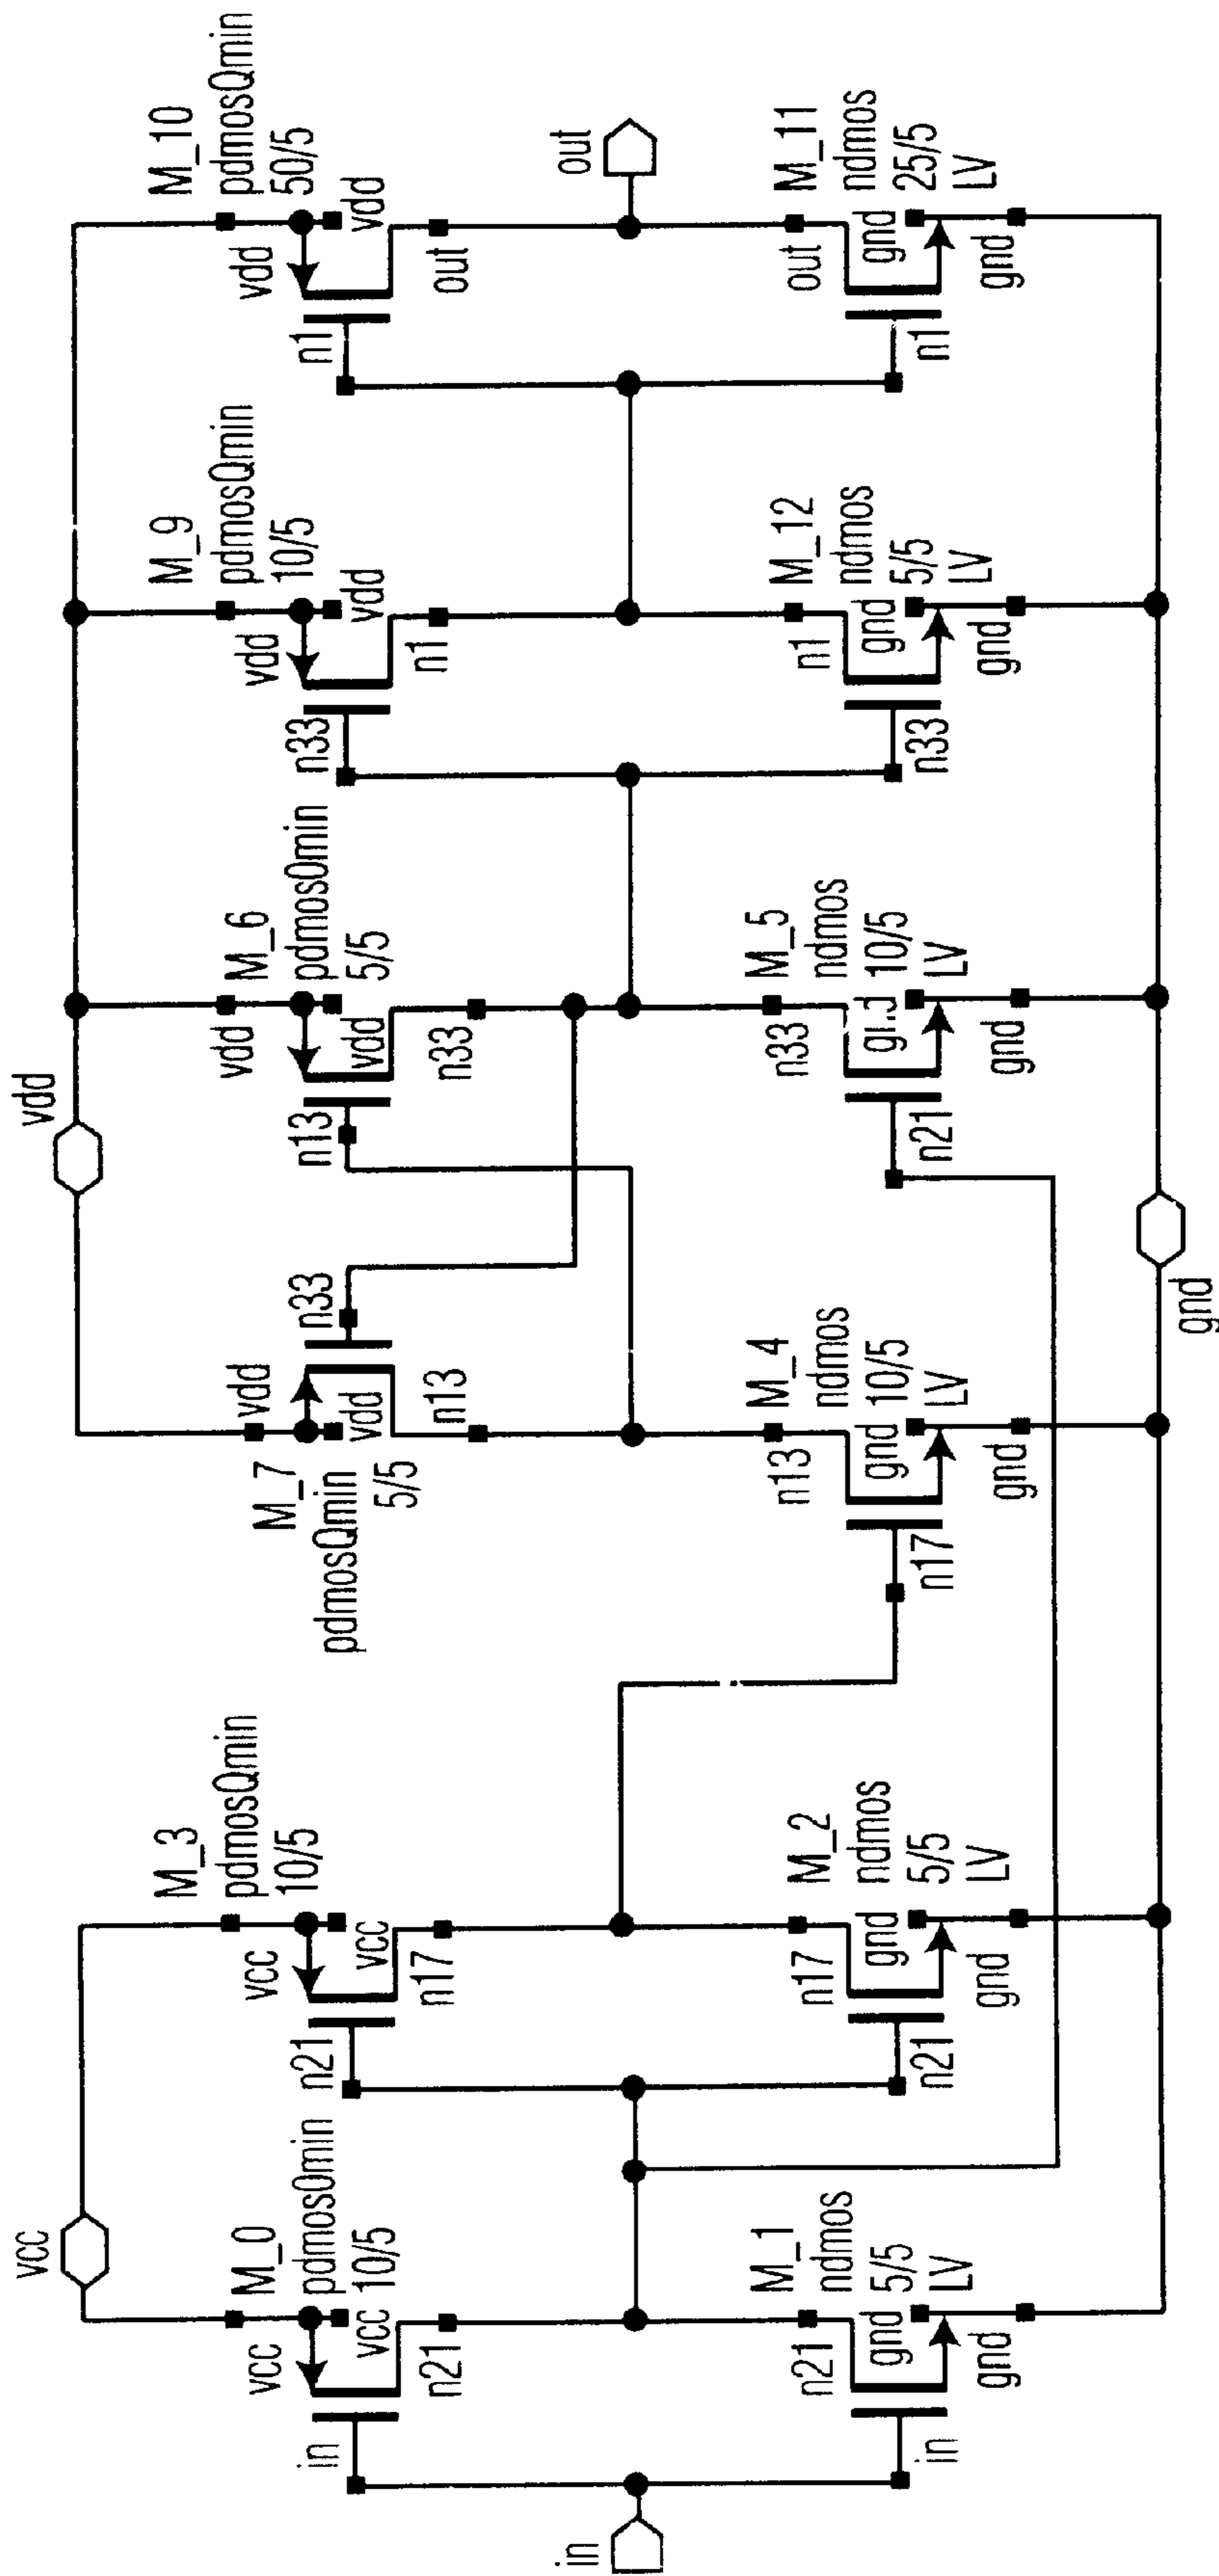 in
vcc
in
vcc
vcc
n21
M_0
pdmosQmin
10/5
in
n21
gnd
gnd
M_1
ndmos
5/5
LV
n21
vcc
vcc
n17
M_3
pdmosQmin
10/5
n21
n17
gnd
gnd
M_2
ndmos
5/5
LV
vdd
M_7
pdmosQmin
5/5
vdd
vdd
n33
n13
n17
n13
gnd
gnd
M_4
ndmos
10/5
LV
n13
vdd
vdd
n33
M_6
pdmosQmin
5/5
n21
n33
gnd
gnd
M_5
ndmos
10/5
LV
gnd
n33
vdd
vdd
n1
M_9
pdmosQmin
10/5
n33
n1
gnd
gnd
M_12
ndmos
5/5
LV
n1
vdd
vdd
out
M_10
pdmosQmin
50/5
n1
out
gnd
gnd
M_11
ndmos
25/5
LV
out